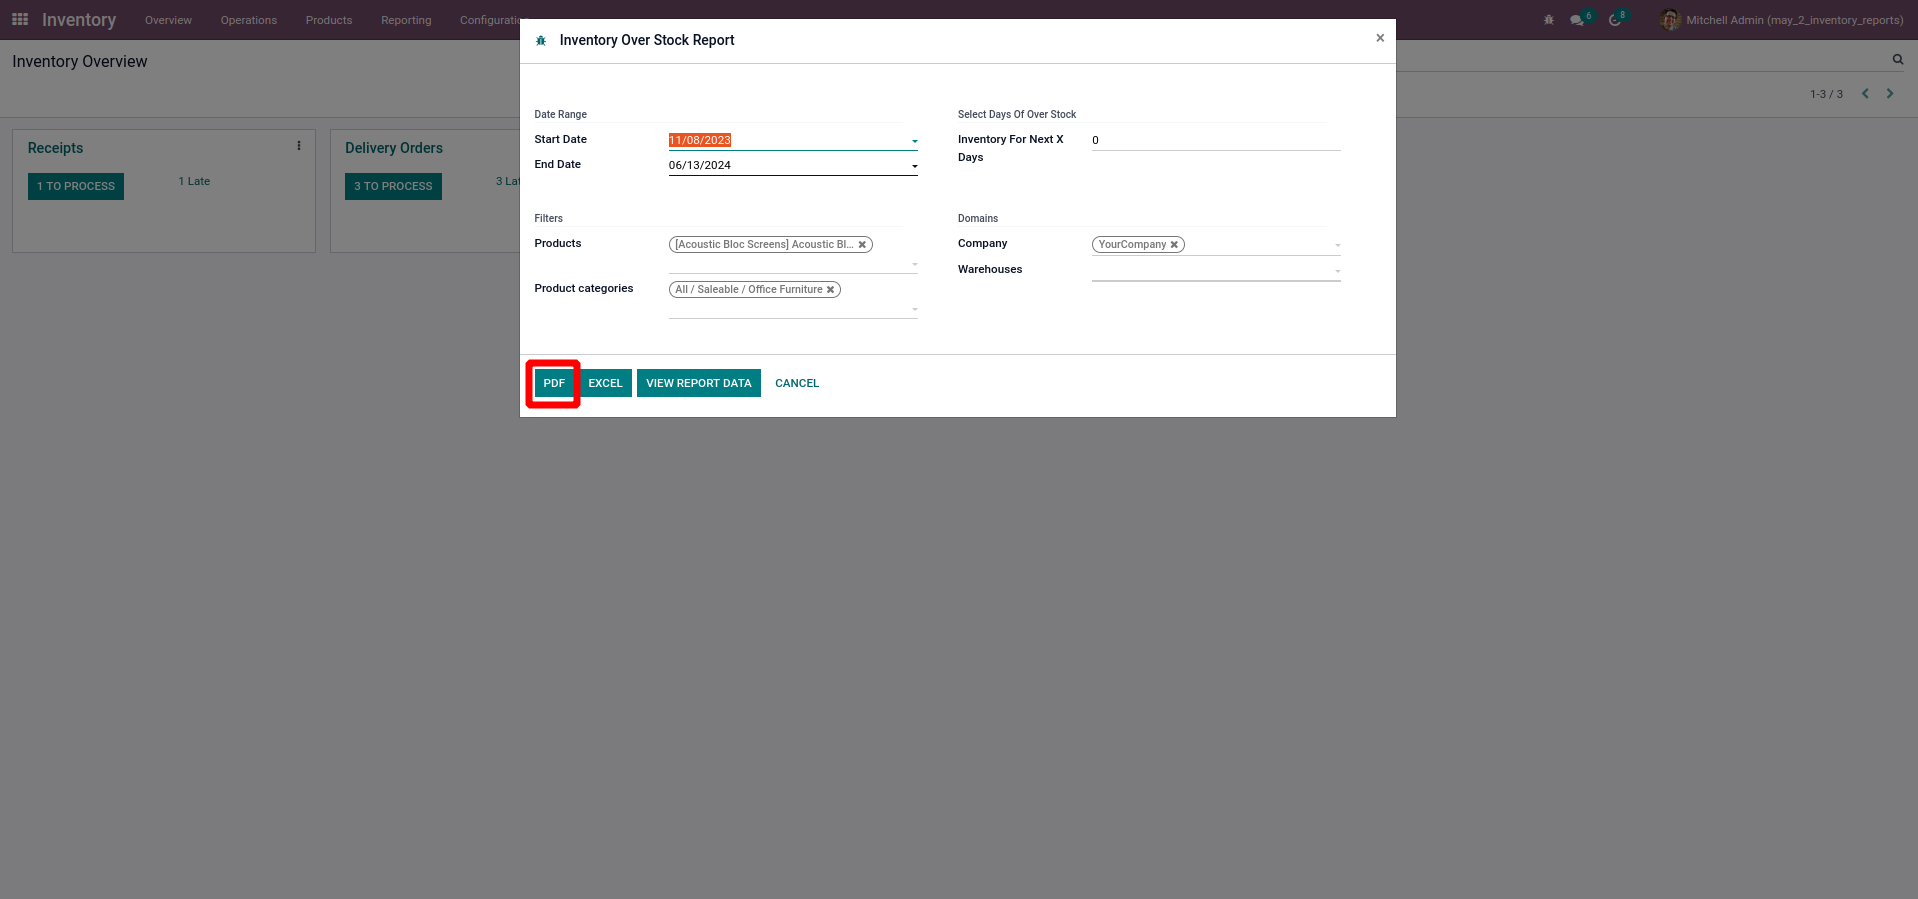 Inventory Overview Operations Products Reporting
6 8 Mitchell Admin (may_2_inventory_reports)
Inventory Overview
1-3 / 3
Receipts
1 TO PROCESS 1 Late
Delivery Orders
3 TO PROCESS 3
Inventory Over Stock Report ×
Date Range
Start Date 11/08/2023
End Date 06/13/2024
Select Days Of Over Stock
Inventory For Next X Days 0
Filters
Products [Acoustic Bloc Screens] Acoustic Bl...
Product categories All / Saleable / Office Furniture
Domains
Company YourCompany
Warehouses
PDF EXCEL VIEW REPORT DATA CANCEL